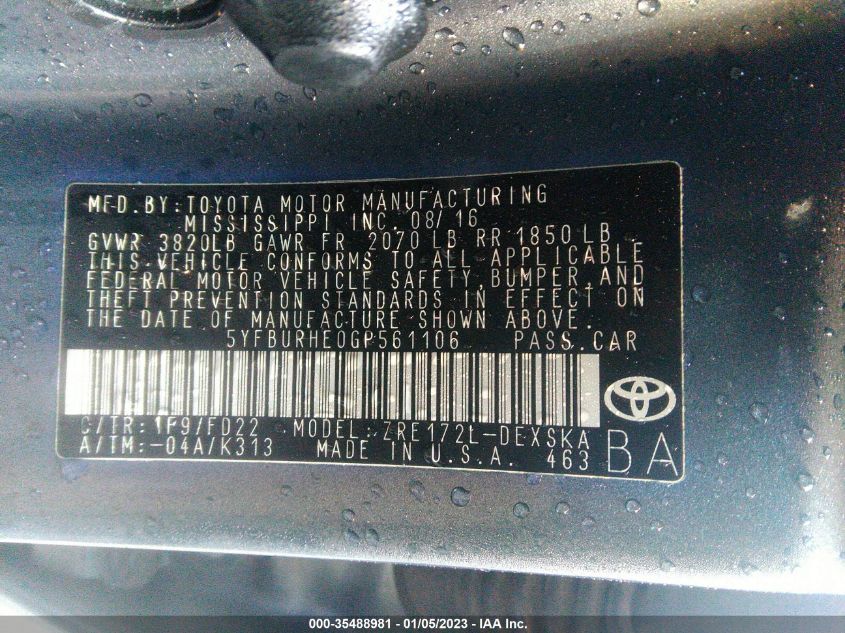 MFD. BY: TOYOTA MOTOR MANUFACTURING
MISSISSIPPI INC. 08/16
GVWR 3820LB GAWR FR 2070 LB RR 1850 LB
THIS VEHICLE CONFORMS TO ALL APPLICABLE
FEDERAL MOTOR VEHICLE SAFETY, BUMPER, AND
THEFT PREVENTION STANDARDS IN EFFECT ON
THE DATE OF MANUFACTURE SHOWN ABOVE.
5YFBURHE0GP561106 PASS. CAR
C/TR: 1F9/FD22 MODEL: ZRE172L-DEXSKA
A/TM: -04A/K313 MADE IN U.S.A. 463
BA
000-35488981 - 01/05/2023 - IAA Inc.